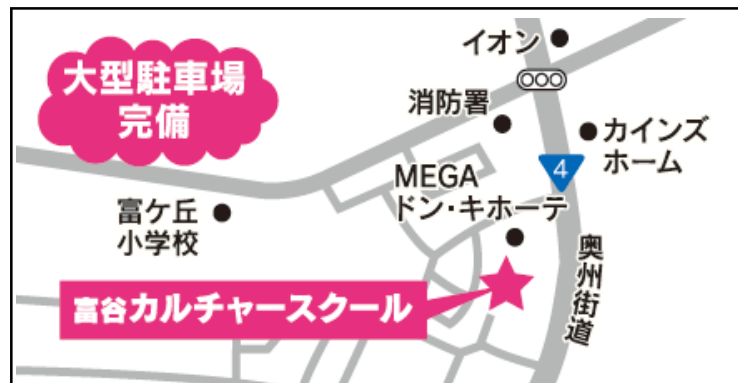 大型駐車場
完備
イオン
消防署
カインズ
ホーム
4
MEGA
ドン・キホーテ
富ケ丘
小学校
奥州街道
富谷カルチャースクール